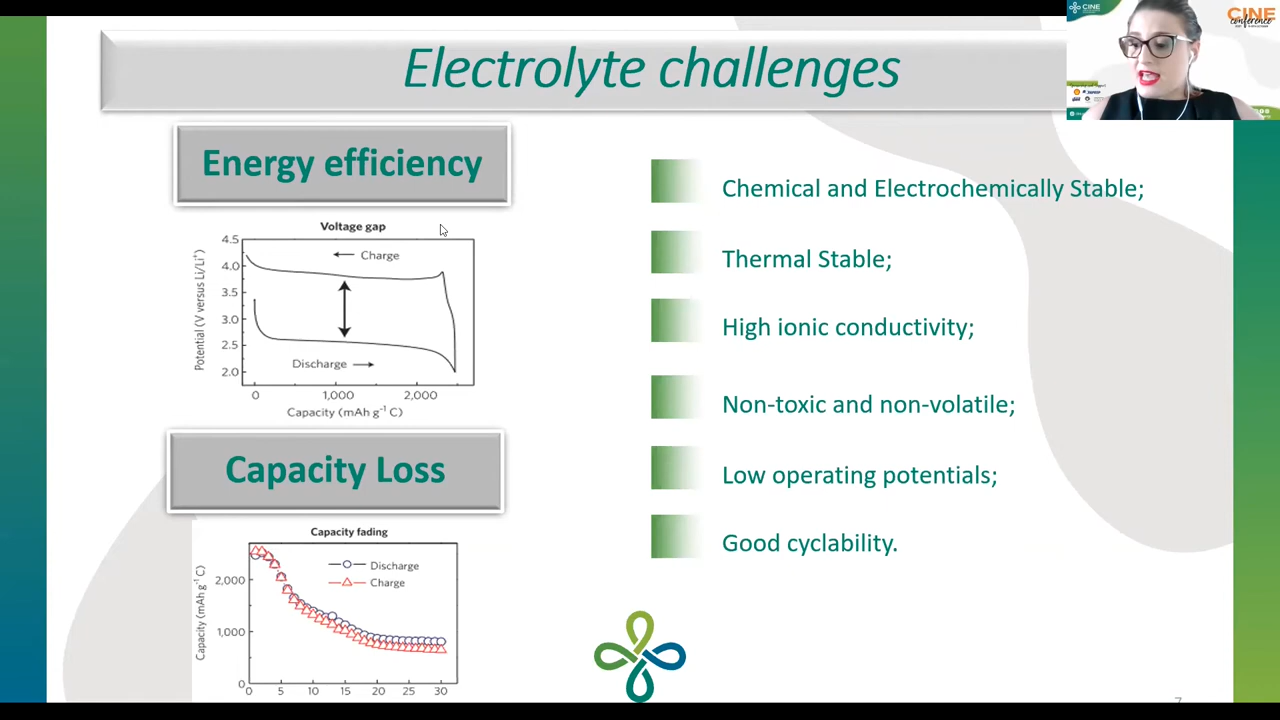 Electrolyte challenges
CINE
CINE
conference
Energy efficiency
Voltage gap
Charge
Discharge
4.5
4.0
3.5
3.0
2.5
2.0
Potential (V versus Li/Li⁺)
0 1,000 2,000
Capacity (mAh g⁻¹ C)
Capacity Loss
Capacity fading
Discharge
Charge
2,000
1,000
0
Capacity (mAh g⁻¹ C)
0 5 10 15 20 25 30
Chemical and Electrochemically Stable;
Thermal Stable;
High ionic conductivity;
Non-toxic and non-volatile;
Low operating potentials;
Good cyclability.